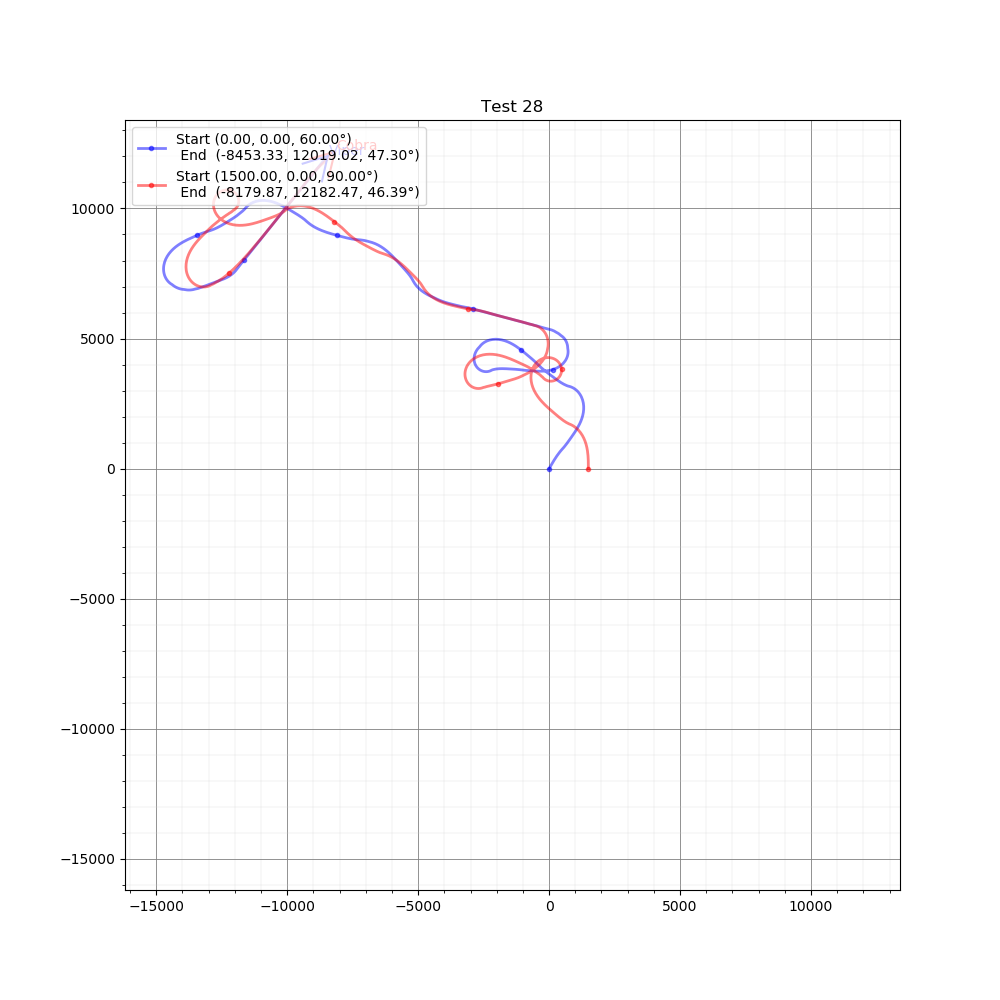 Test 28
Start (0.00, 0.00, 60.00°)
End (-8453.33, 12019.02, 47.30°)
Start (1500.00, 0.00, 90.00°)
End (-8179.87, 12182.47, 46.39°)
10000
5000
0
−5000
−10000
−15000
−15000 −10000 −5000 0 5000 10000